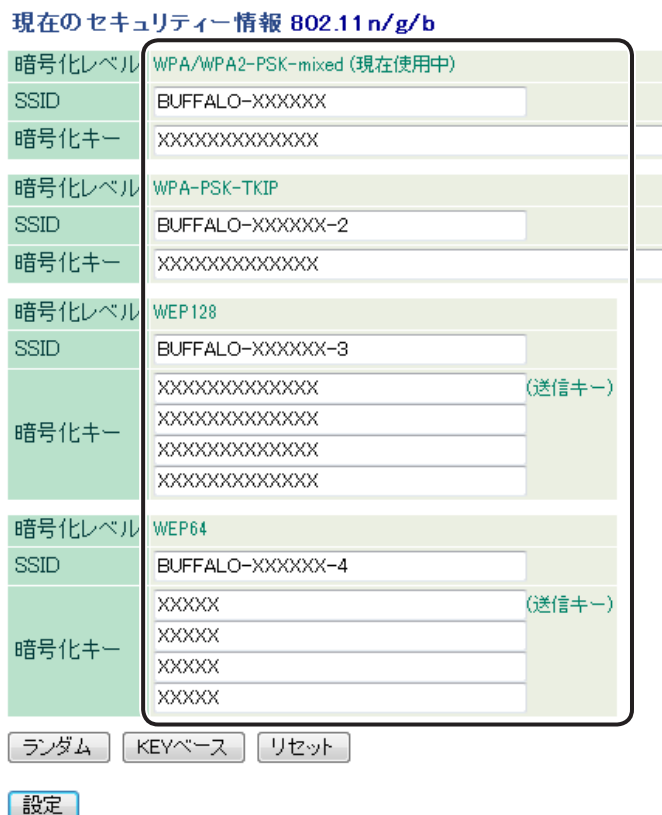 現在のセキュリティー情報 802.11n/g/b
暗号化レベル WPA/WPA2-PSK-mixed (現在使用中)
SSID BUFFALO-XXXXXX
暗号化キー XXXXXXXXXXXXX
暗号化レベル WPA-PSK-TKIP
SSID BUFFALO-XXXXXX-2
暗号化キー XXXXXXXXXXXXX
暗号化レベル WEP128
SSID BUFFALO-XXXXXX-3
XXXXXXXXXXXXX (送信キー)
XXXXXXXXXXXXX
暗号化キー
XXXXXXXXXXXXX
XXXXXXXXXXXXX
暗号化レベル WEP64
SSID BUFFALO-XXXXXX-4
XXXXX (送信キー)
XXXXX
暗号化キー
XXXXX
XXXXX
ランダム KEYベース リセット
設定